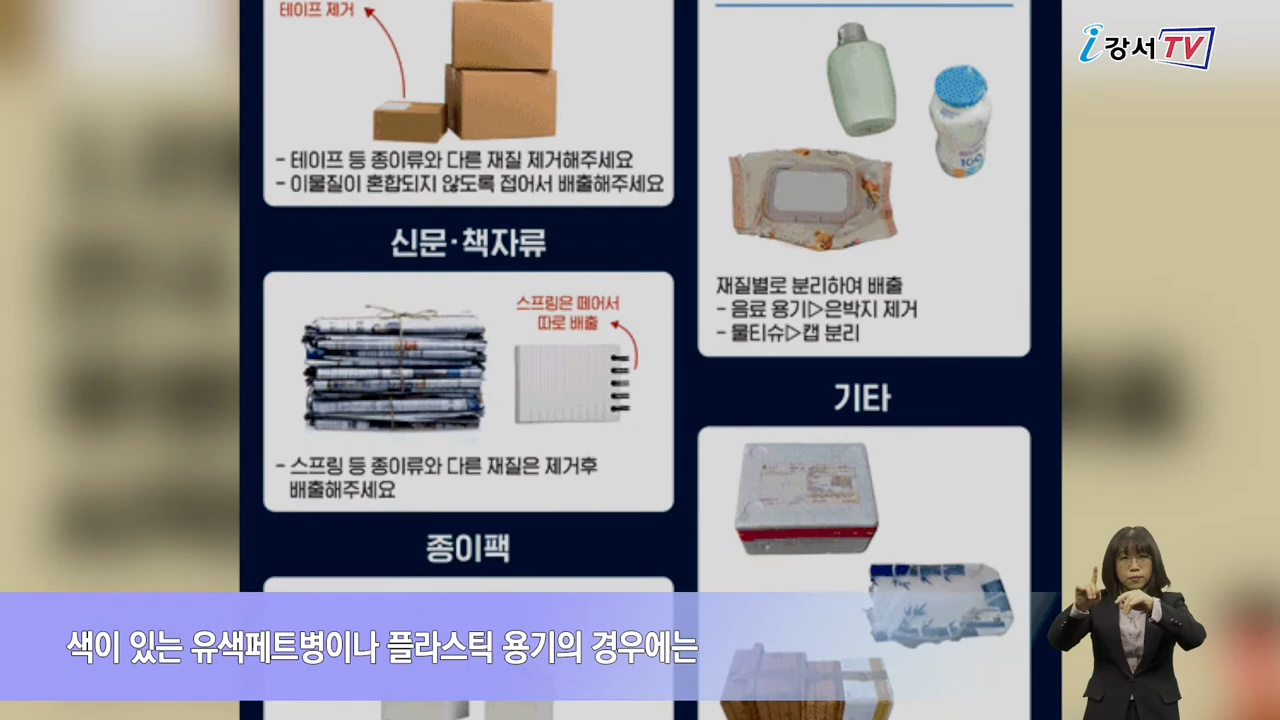 테이프 제거
- 테이프 등 종이류와 다른 재질 제거해주세요
- 이물질이 혼합되지 않도록 접어서 배출해주세요
신문·책자류
스프링은 떼어서
따로 배출
- 스프링 등 종이류와 다른 재질은 제거후
배출해주세요
종이팩
i강서TV
100
재질별로 분리하여 배출
- 음료 용기▷은박지 제거
- 물티슈▷캡 분리
기타
색이 있는 유색페트병이나 플라스틱 용기의 경우에는